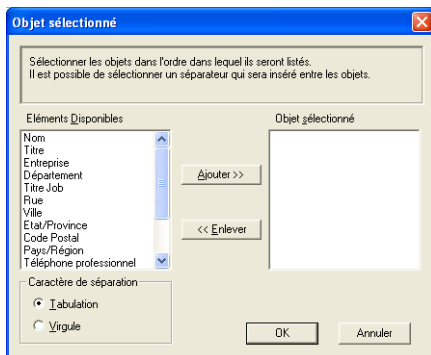 Objet sélectionné
Sélectionner les objets dans l'ordre dans lequel ils seront listés.
Il est possible de sélectionner un séparateur qui sera inséré entre les objets.
Eléments Disponibles
Objet sélectionné
Nom
Titre
Entreprise
Département
Titre Job
Rue
Ville
Etat/Province
Code Postal
Pays/Région
Téléphone professionnel
Ajouter >>
<< Enlever
Caractère de séparation
Tabulation
Virgule
OK
Annuler